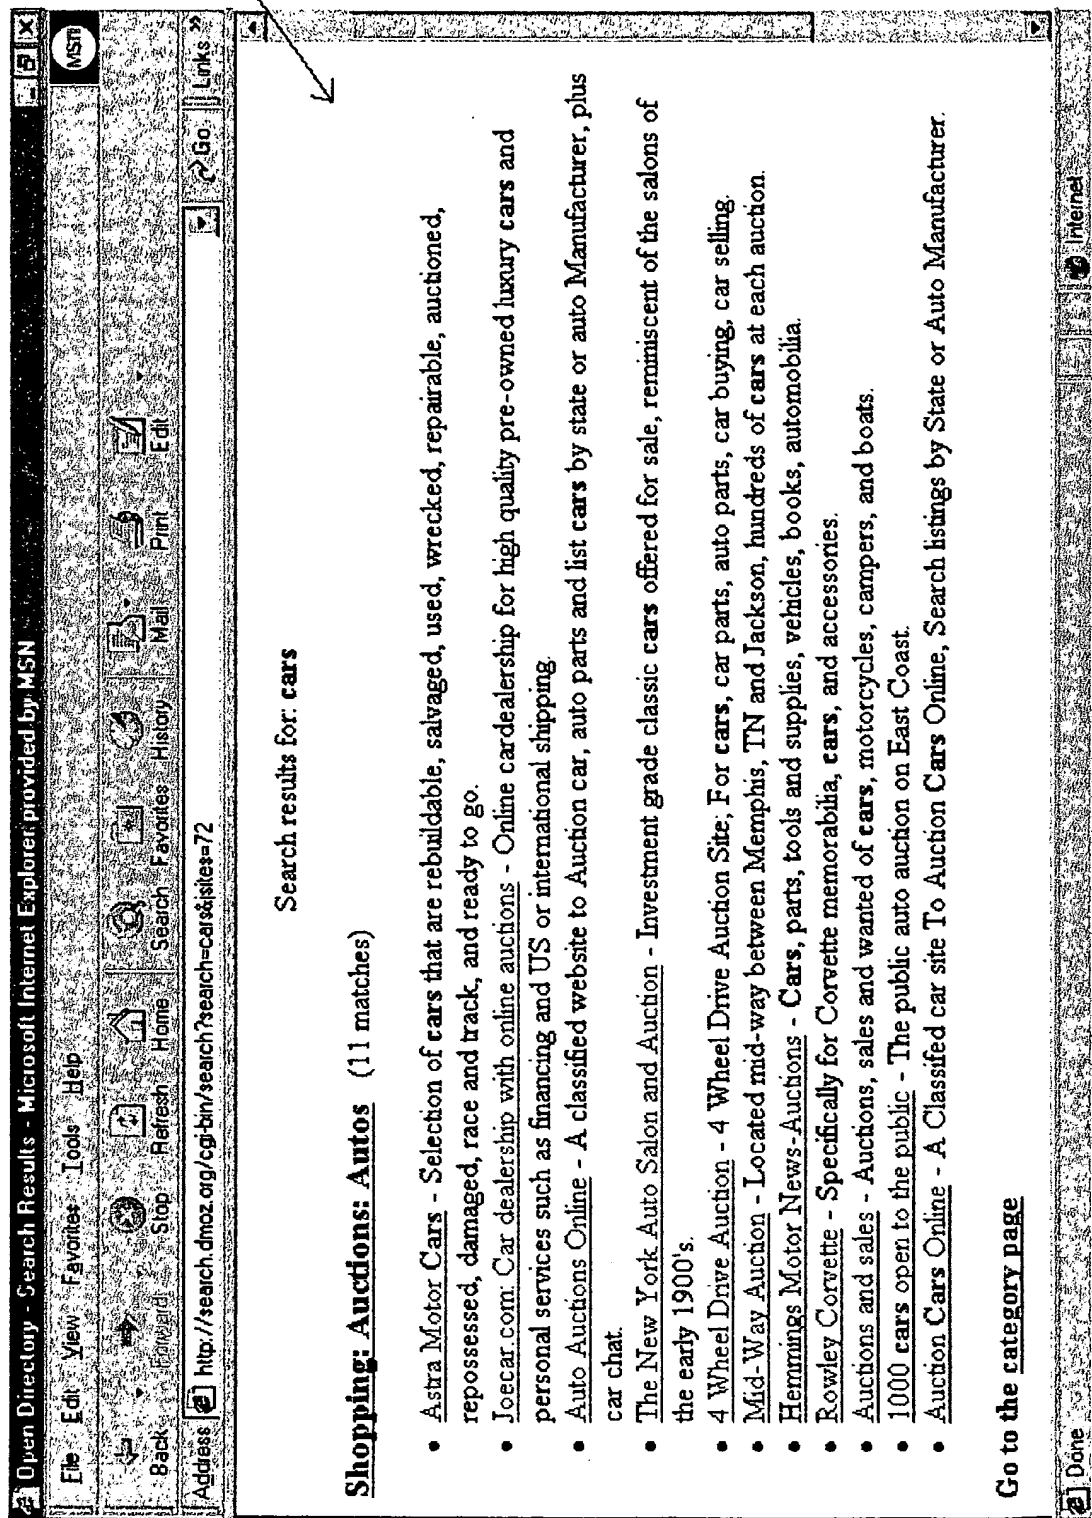 Open Directory - Search Results - Microsoft Internet Explorer provided by MSN
File Edit View Favorites Tools Help
MSN
Back Forward Stop Refresh Home Search Favorites History Mail Print Edit
Address http://search.dmoz.org/cgi-bin/search?search=cars&jsites=72 Go Links »
Search results for: cars
Shopping: Auctions: Autos (11 matches)
• Astra Motor Cars - Selection of cars that are rebuildable, salvaged, used, wrecked, repairable, auctioned,
repossessed, damaged, race and track, and ready to go.
• Joecar.com: Car dealership with online auctions - Online cardealership for high quality pre-owned luxury cars and
personal services such as financing and US or international shipping.
• Auto Auctions Online - A classified website to Auction car, auto parts and list cars by state or auto Manufacturer, plus
car chat.
• The New York Auto Salon and Auction - Investment grade classic cars offered for sale, reminiscent of the salons of
the early 1900's.
• 4 Wheel Drive Auction - 4 Wheel Drive Auction Site; For cars, car parts, auto parts, car buying, car selling.
• Mid-Way Auction - Located mid-way between Memphis, TN and Jackson, hundreds of cars at each auction.
• Hemmings Motor News-Auctions - Cars, parts, tools and supplies, vehicles, books, automobilia.
• Rowley Corvette - Specifically for Corvette memorabilia, cars, and accessories.
• Auctions and sales - Auctions, sales and wanted of cars, motorcycles, campers, and boats.
• 1000 cars open to the public - The public auto auction on East Coast.
• Auction Cars Online - A Classifed car site To Auction Cars Online, Search listings by State or Auto Manufacturer.
Go to the category page
Done Internet